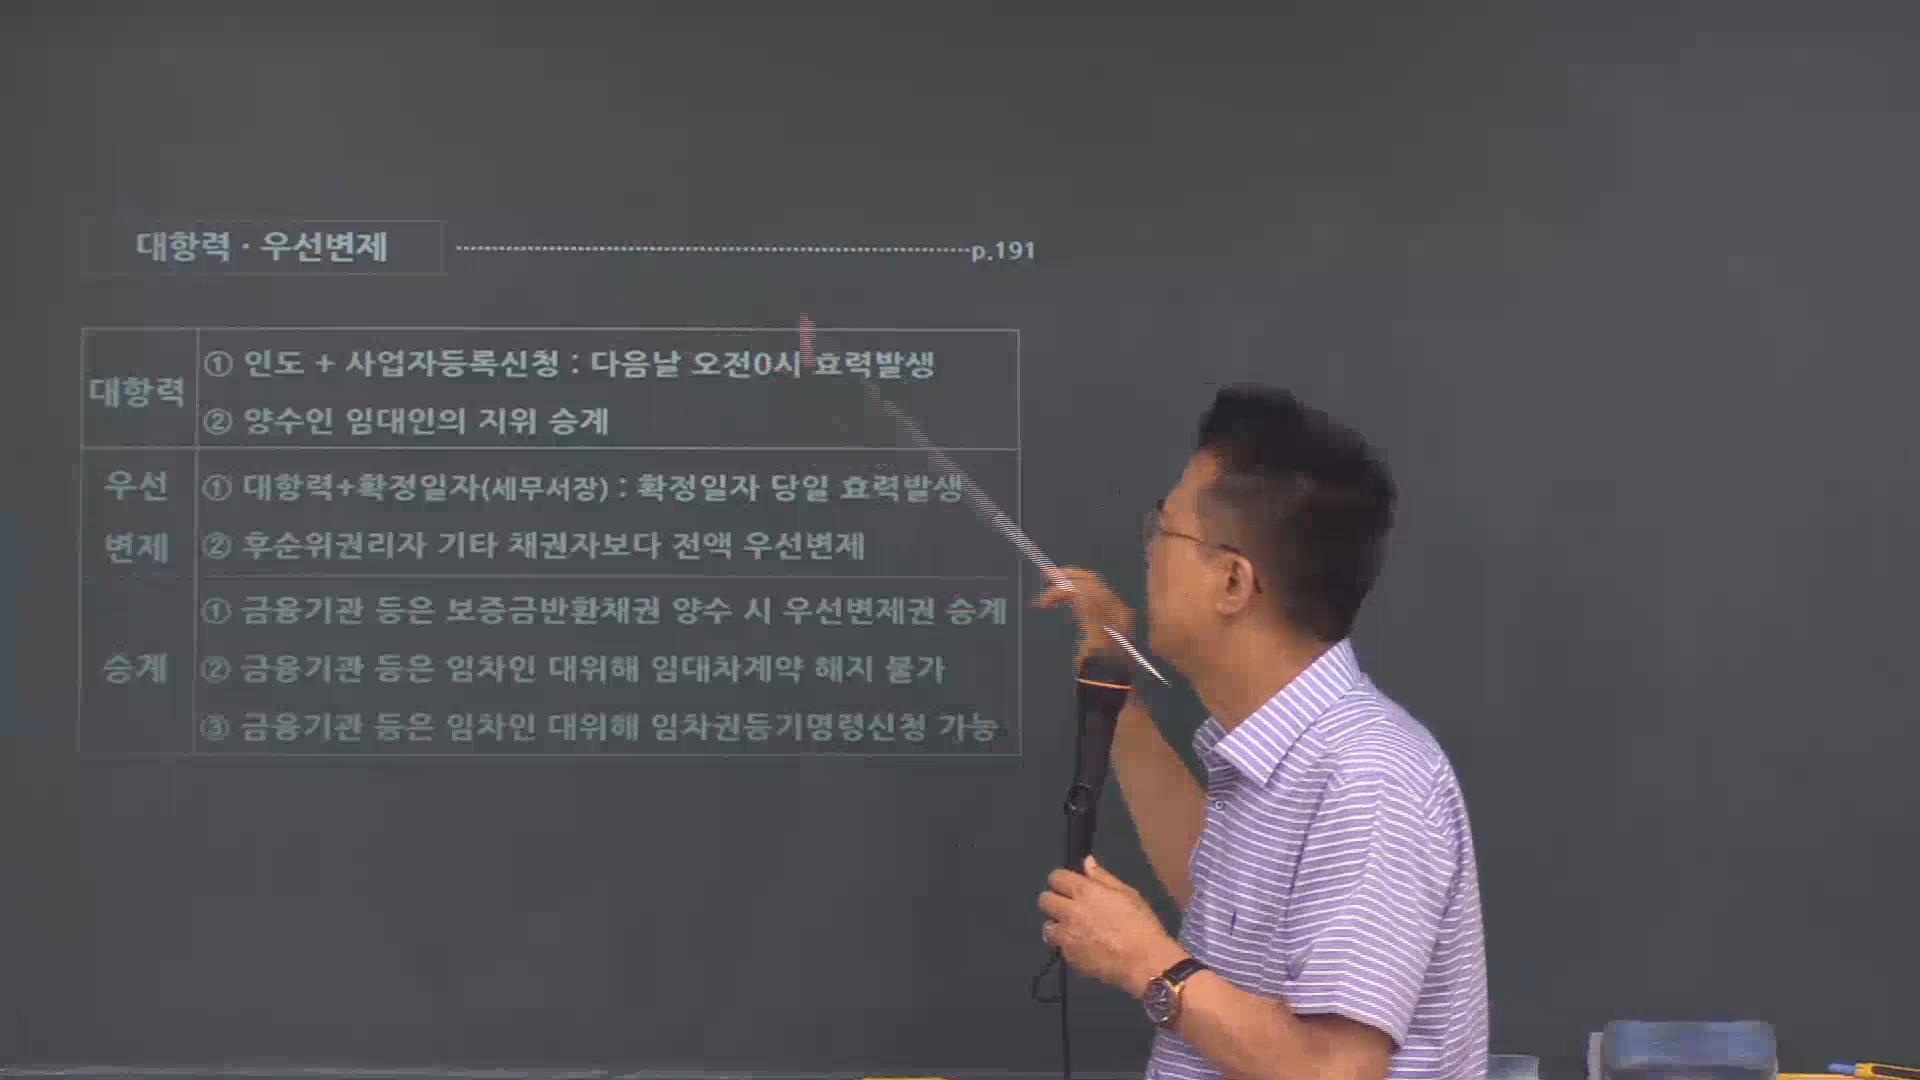 대항력 · 우선변제 p.191
대항력
① 인도 + 사업자등록신청 : 다음날 오전0시 효력발생
② 양수인 임대인의 지위 승계
우선
변제
① 대항력+확정일자(세무서장) : 확정일자 당일 효력발생
② 후순위권리자 기타 채권자보다 전액 우선변제
승계
① 금융기관 등은 보증금반환채권 양수 시 우선변제권 승계
② 금융기관 등은 임차인 대위해 임대차계약 해지 불가
③ 금융기관 등은 임차인 대위해 임차권등기명령신청 가능